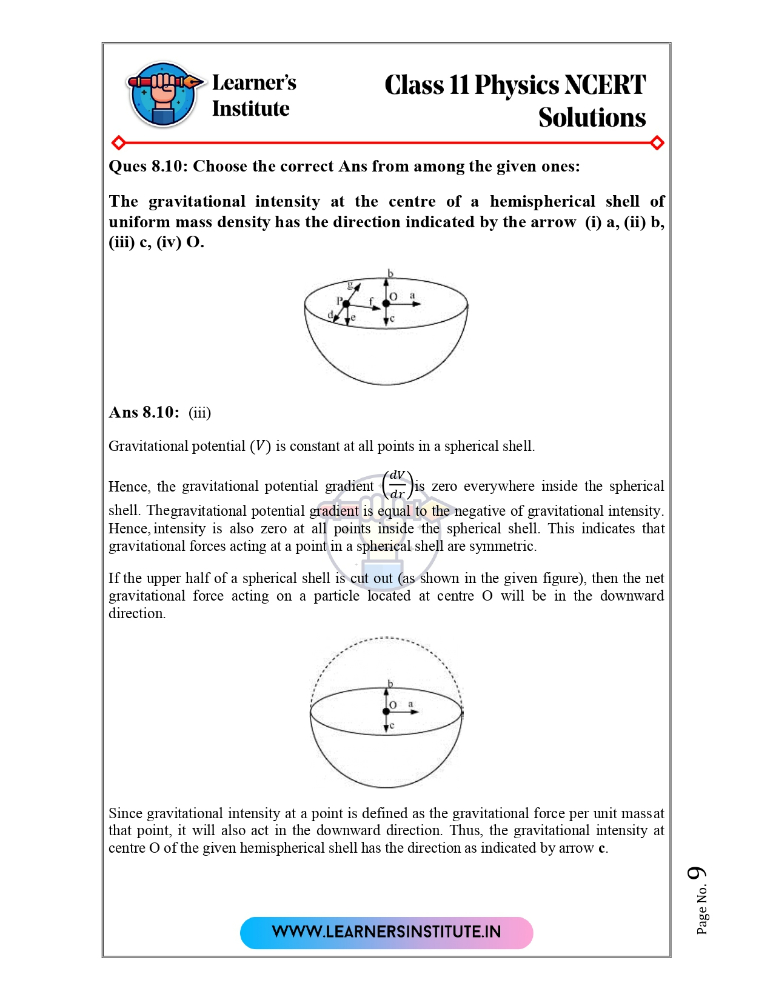 Learner's
Institute
Class 11 Physics NCERT
Solutions
Ques 8.10: Choose the correct Ans from among the given ones:
The gravitational intensity at the centre of a hemispherical shell of
uniform mass density has the direction indicated by the arrow (i) a, (ii) b,
(iii) c, (iv) O.
b
g
P
f
O
a
d
e
c
Ans 8.10: (iii)
Gravitational potential (V) is constant at all points in a spherical shell.
Hence, the gravitational potential gradient (dV/dr) is zero everywhere inside the spherical
shell. Thegravitational potential gradient is equal to the negative of gravitational intensity.
Hence, intensity is also zero at all points inside the spherical shell. This indicates that
gravitational forces acting at a point in a spherical shell are symmetric.
If the upper half of a spherical shell is cut out (as shown in the given figure), then the net
gravitational force acting on a particle located at centre O will be in the downward
direction.
b
O
a
c
Since gravitational intensity at a point is defined as the gravitational force per unit massat
that point, it will also act in the downward direction. Thus, the gravitational intensity at
centre O of the given hemispherical shell has the direction as indicated by arrow c.
Page No. 9
WWW.LEARNERSINSTITUTE.IN